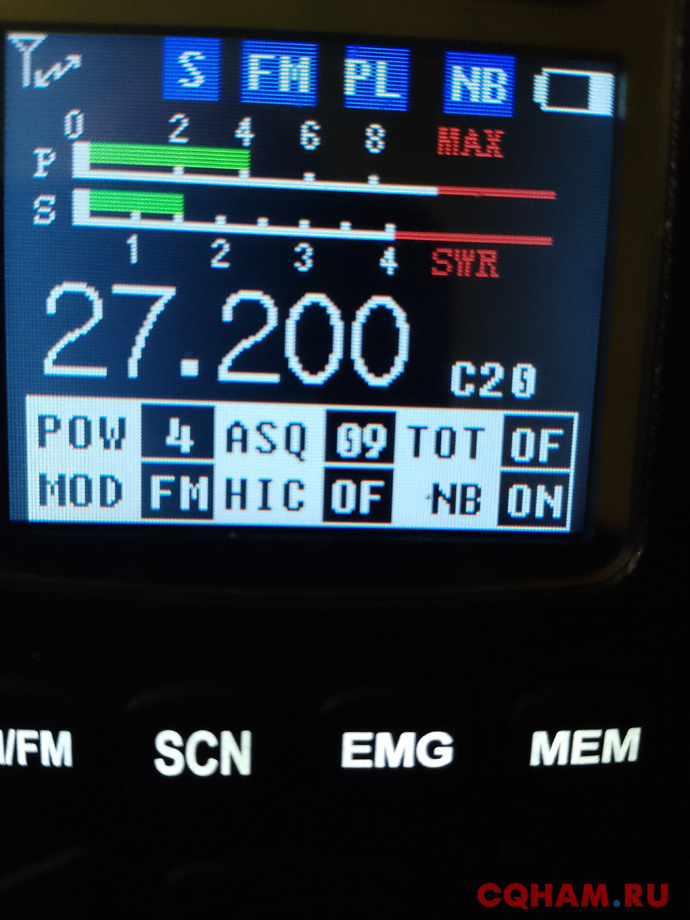 S FM PL NB
0 2 4 6 8 MAX
P
S
1 2 3 4 SWR
27.200 C20
POW 4 ASQ 09 TOT OF
MOD FM HIC OF NB ON
/FM SCN EMG MEM
CQHAM.RU